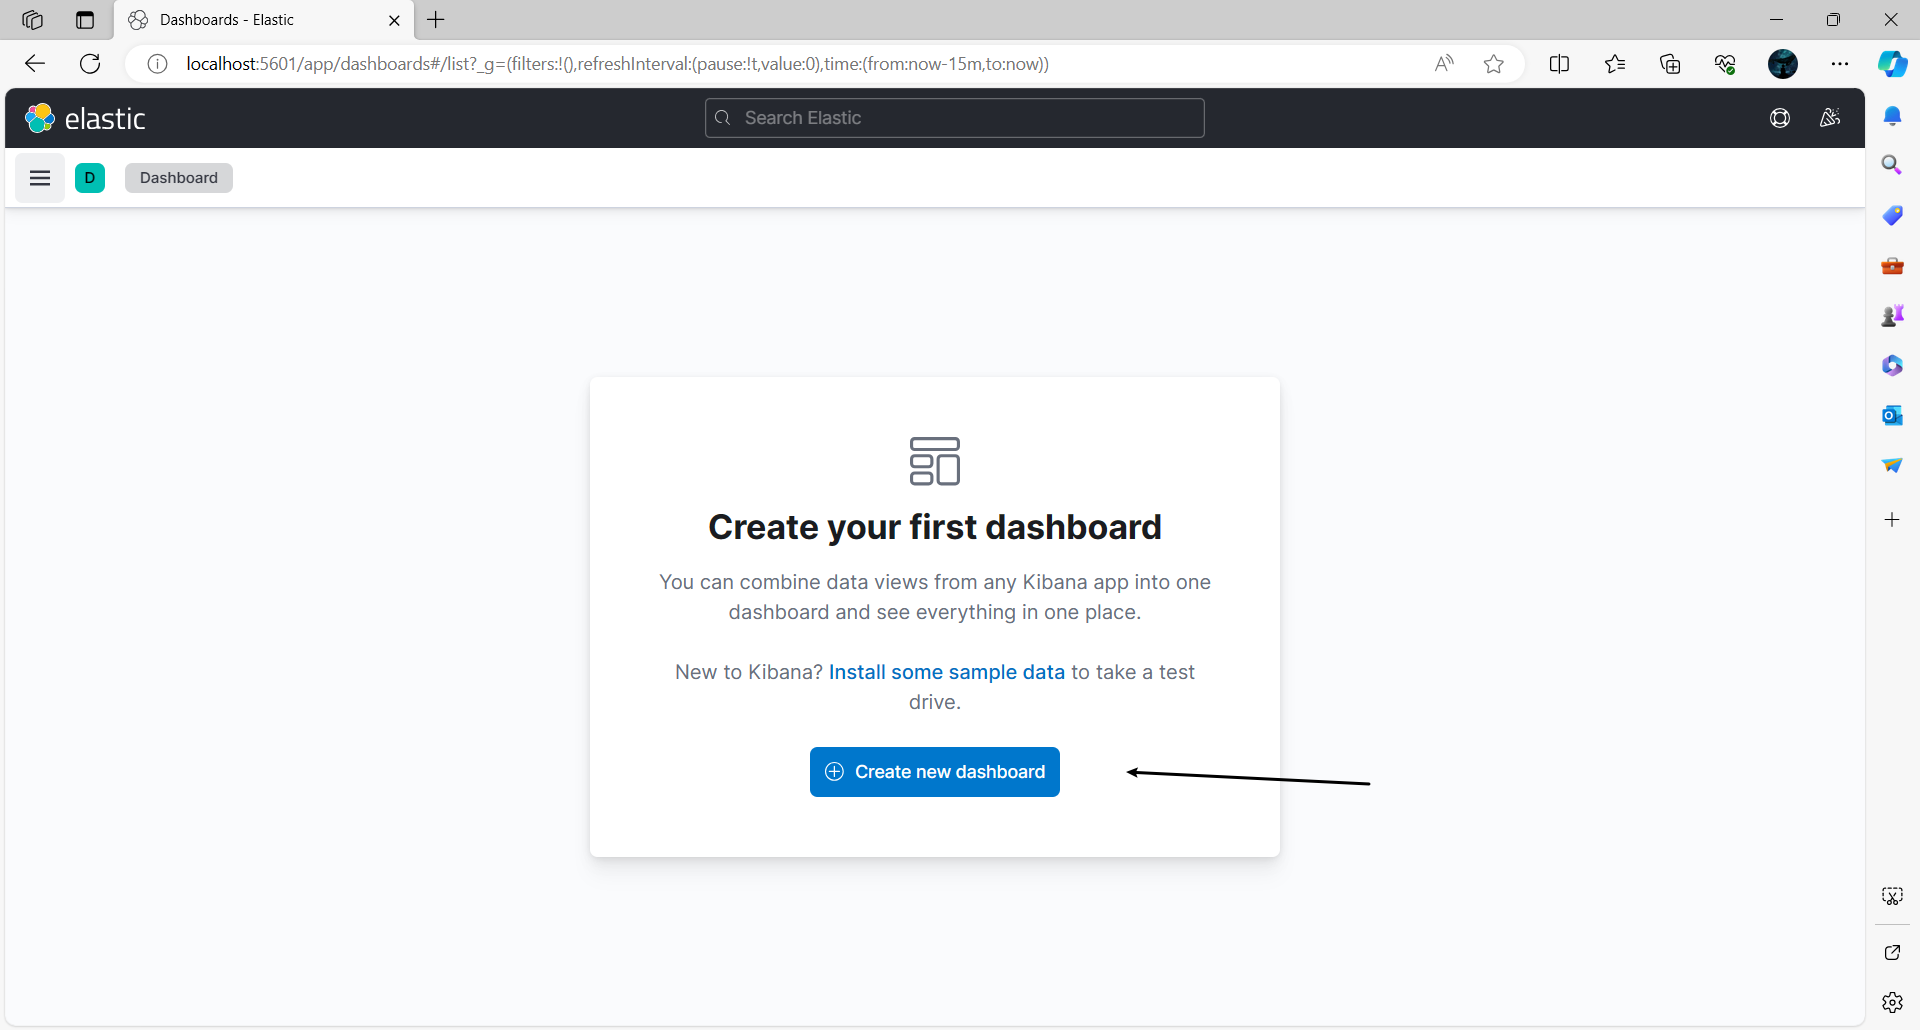 Dashboards - Elastic
localhost:5601/app/dashboards#/list?_g=(filters:!(),refreshInterval:(pause:!t,value:0),time:(from:now-15m,to:now))
elastic
Search Elastic
D
Dashboard
Create your first dashboard
You can combine data views from any Kibana app into one
dashboard and see everything in one place.
New to Kibana? Install some sample data to take a test
drive.
Create new dashboard